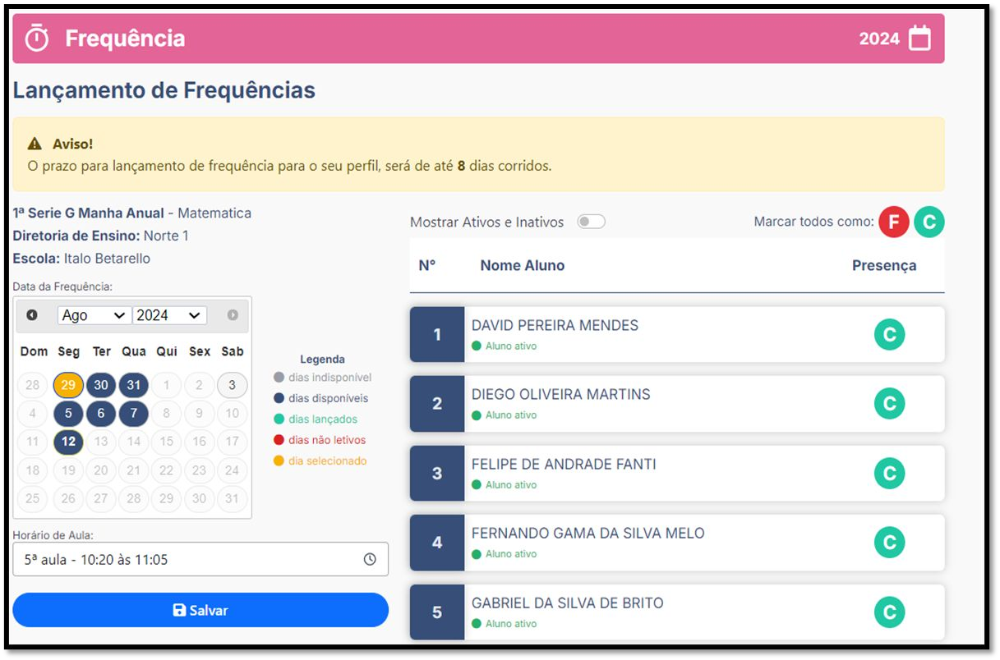 Frequência
2024
Lançamento de Frequências
Aviso!
O prazo para lançamento de frequência para o seu perfil, será de até 8 dias corridos.
1ª Serie G Manha Anual - Matematica
Diretoria de Ensino: Norte 1
Escola: Italo Betarello
Data da Frequência:
Ago 2024
Dom Seg Ter Qua Qui Sex Sab
28 29 30 31 1 2 3
4 5 6 7 8 9 10
11 12 13 14 15 16 17
18 19 20 21 22 23 24
25 26 27 28 29 30 31
Legenda
dias indisponível
dias disponíveis
dias lançados
dias não letivos
dia selecionado
Horário de Aula:
5ª aula - 10:20 às 11:05
Salvar
Mostrar Ativos e Inativos
Marcar todos como: F C
N° Nome Aluno Presença
1 DAVID PEREIRA MENDES C
Aluno ativo
2 DIEGO OLIVEIRA MARTINS C
Aluno ativo
3 FELIPE DE ANDRADE FANTI C
Aluno ativo
4 FERNANDO GAMA DA SILVA MELO C
Aluno ativo
5 GABRIEL DA SILVA DE BRITO C
Aluno ativo